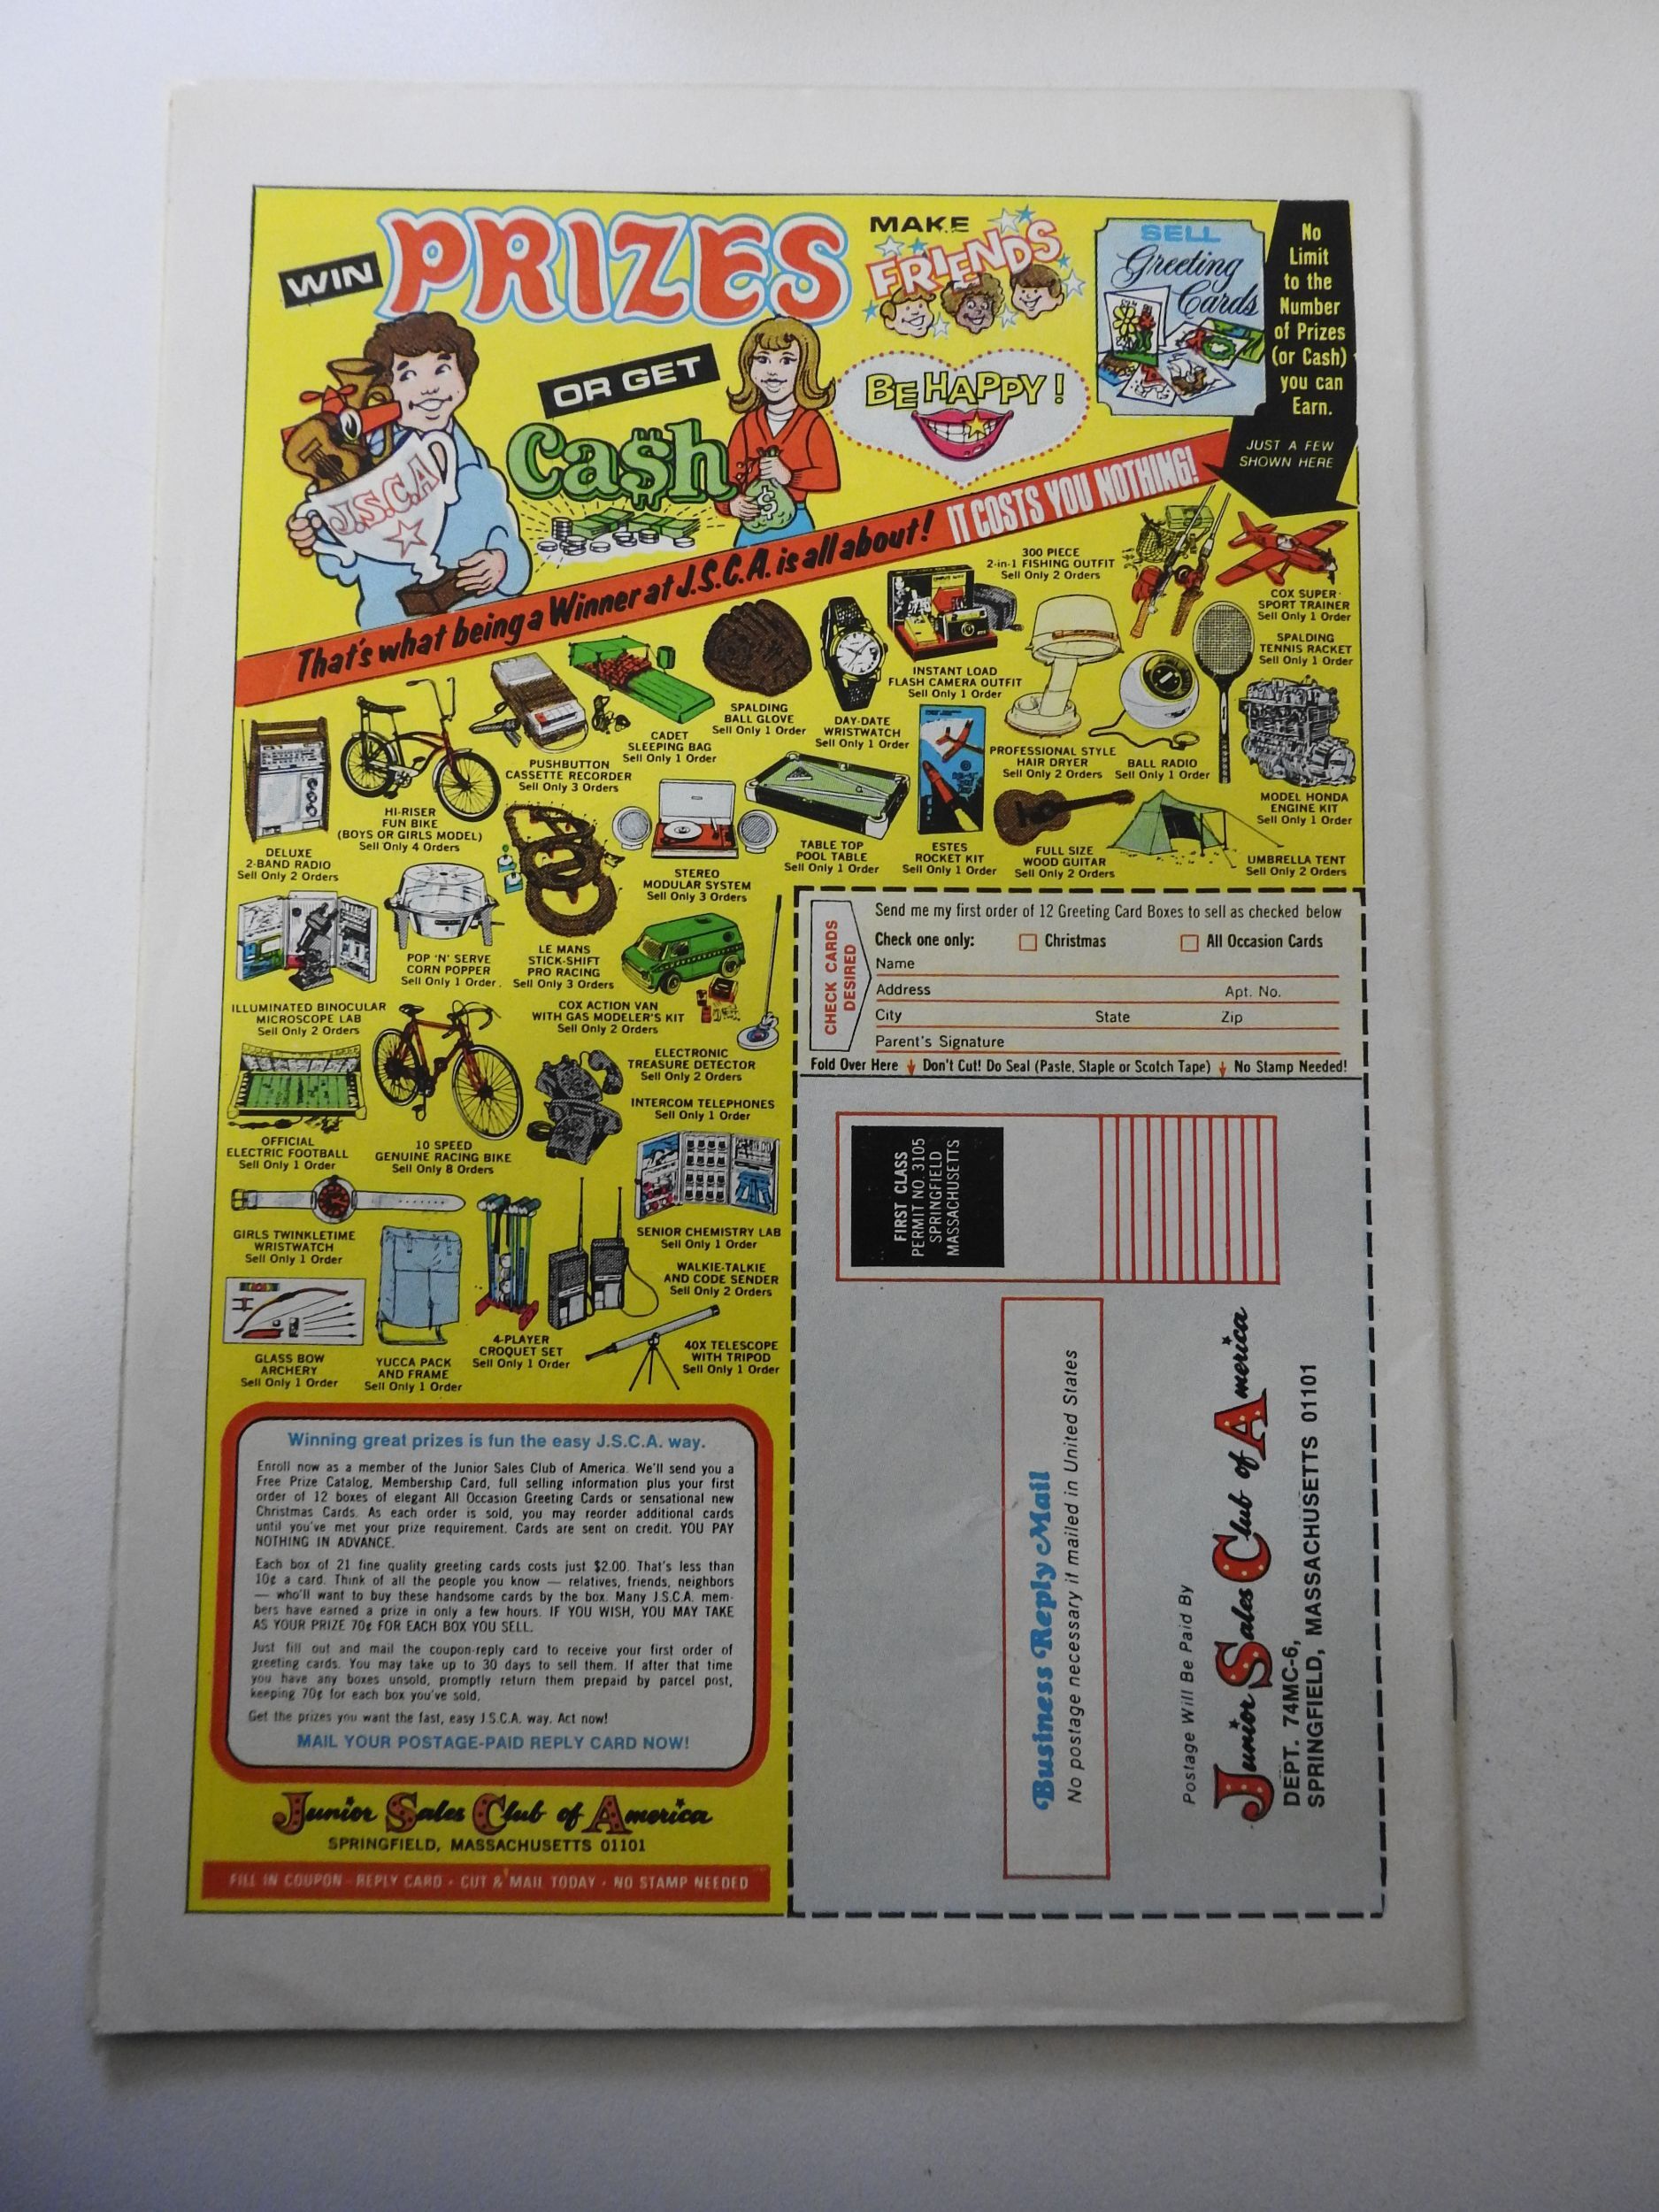 WIN PRIZES
MAKE
FRIENDS
SELL
Greeting
Cards
No
Limit
to the
Number
of Prizes
(or Cash)
you can
Earn.
JUST A FEW
SHOWN HERE
OR GET
Ca$h
BE HAPPY!
J.S.C.A.
$
That's what being a Winner at J.S.C.A. is all about! IT COSTS YOU NOTHING!
300 PIECE
2-in-1 FISHING OUTFIT
Sell Only 2 Orders
COX SUPER-
SPORT TRAINER
Sell Only 1 Order
SPALDING
TENNIS RACKET
Sell Only 1 Order
INSTANT LOAD
FLASH CAMERA OUTFIT
Sell Only 1 Order
SPALDING
BALL GLOVE
Sell Only 1 Order
DAY-DATE
WRISTWATCH
Sell Only 1 Order
CADET
SLEEPING BAG
Sell Only 1 Order
PUSHBUTTON
CASSETTE RECORDER
Sell Only 3 Orders
PROFESSIONAL STYLE
HAIR DRYER
Sell Only 2 Orders
BALL RADIO
Sell Only 1 Order
MODEL HONDA
ENGINE KIT
Sell Only 1 Order
HI-RISER
FUN BIKE
(BOYS OR GIRLS MODEL)
Sell Only 4 Orders
DELUXE
2-BAND RADIO
Sell Only 2 Orders
STEREO
MODULAR SYSTEM
Sell Only 3 Orders
TABLE TOP
POOL TABLE
Sell Only 1 Order
ESTES
ROCKET KIT
Sell Only 1 Order
FULL SIZE
WOOD GUITAR
Sell Only 2 Orders
UMBRELLA TENT
Sell Only 2 Orders
POP 'N' SERVE
CORN POPPER
Sell Only 1 Order.
LE MANS
STICK-SHIFT
PRO RACING
Sell Only 3 Orders
ILLUMINATED BINOCULAR
MICROSCOPE LAB
Sell Only 2 Orders
COX ACTION VAN
WITH GAS MODELER'S KIT
Sell Only 2 Orders
ELECTRONIC
TREASURE DETECTOR
Sell Only 2 Orders
INTERCOM TELEPHONES
Sell Only 1 Order
OFFICIAL
ELECTRIC FOOTBALL
Sell Only 1 Order
10 SPEED
GENUINE RACING BIKE
Sell Only 8 Orders
GIRLS TWINKLETIME
WRISTWATCH
Sell Only 1 Order
SENIOR CHEMISTRY LAB
Sell Only 1 Order
WALKIE-TALKIE
AND CODE SENDER
Sell Only 2 Orders
GLASS BOW
ARCHERY
Sell Only 1 Order
YUCCA PACK
AND FRAME
Sell Only 1 Order
4-PLAYER
CROQUET SET
Sell Only 1 Order
40X TELESCOPE
WITH TRIPOD
Sell Only 1 Order
Winning great prizes is fun the easy J.S.C.A. way.
Enroll now as a member of the Junior Sales Club of America. We'll send you a
Free Prize Catalog, Membership Card, full selling information plus your first
order of 12 boxes of elegant All Occasion Greeting Cards or sensational new
Christmas Cards. As each order is sold, you may reorder additional cards
until you've met your prize requirement. Cards are sent on credit. YOU PAY
NOTHING IN ADVANCE.
Each box of 21 fine quality greeting cards costs just $2.00. That's less than
10¢ a card. Think of all the people you know — relatives, friends, neighbors
— who'll want to buy these handsome cards by the box. Many J.S.C.A. mem-
bers have earned a prize in only a few hours. IF YOU WISH, YOU MAY TAKE
AS YOUR PRIZE 70¢ FOR EACH BOX YOU SELL.
Just fill out and mail the coupon-reply card to receive your first order of
greeting cards. You may take up to 30 days to sell them. If after that time
you have any boxes unsold, promptly return them prepaid by parcel post,
keeping 70¢ for each box you've sold.
Get the prizes you want the fast, easy J.S.C.A. way. Act now!
MAIL YOUR POSTAGE-PAID REPLY CARD NOW!
Junior Sales Club of America
SPRINGFIELD, MASSACHUSETTS 01101
FILL IN COUPON - REPLY CARD • CUT & MAIL TODAY • NO STAMP NEEDED
CHECK CARDS
DESIRED
Send me my first order of 12 Greeting Card Boxes to sell as checked below
Check one only: Christmas All Occasion Cards
Name
Address Apt. No.
City State Zip
Parent's Signature
Fold Over Here Don't Cut! Do Seal (Paste, Staple or Scotch Tape) No Stamp Needed!
FIRST CLASS
PERMIT NO. 3105
SPRINGFIELD
MASSACHUSETTS
Business Reply Mail
No postage necessary if mailed in United States
Postage Will Be Paid By
Junior Sales Club of America
DEPT. 74MC-6,
SPRINGFIELD, MASSACHUSETTS 01101